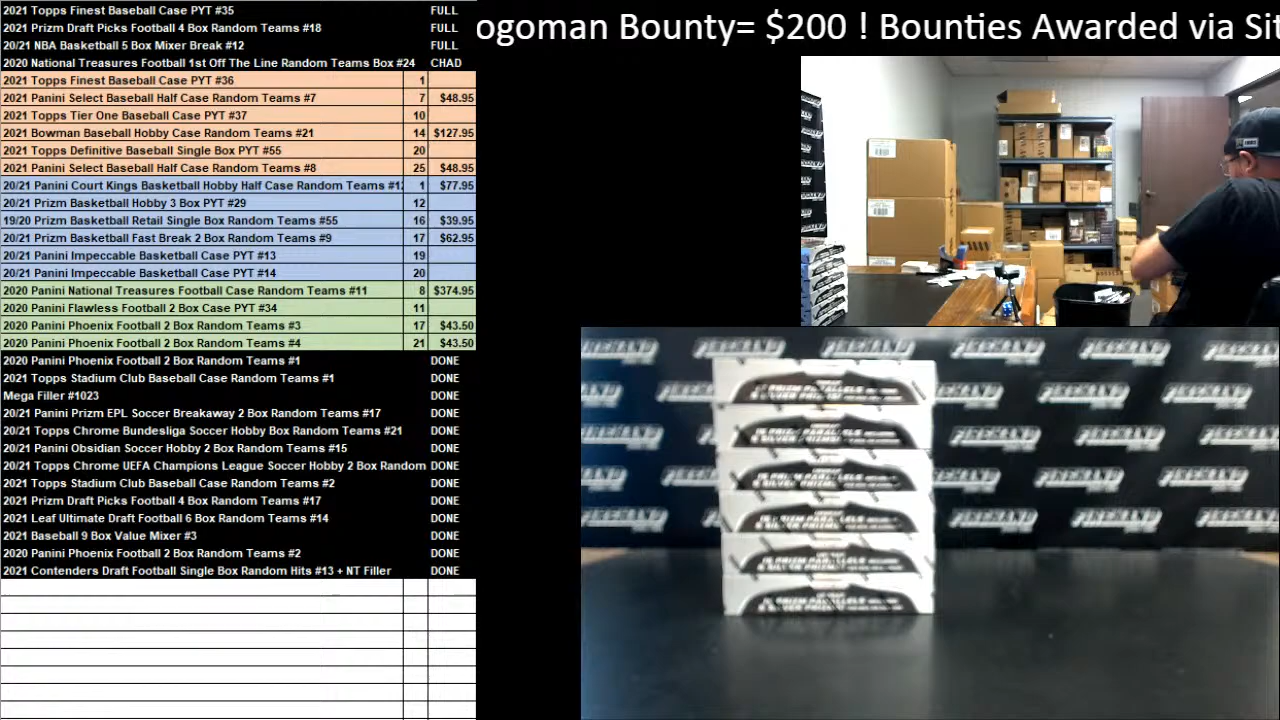 2021 Topps Finest Baseball Case PYT #35 FULL
2021 Prizm Draft Picks Football 4 Box Random Teams #18 FULL
20/21 NBA Basketball 5 Box Mixer Break #12 FULL
2020 National Treasures Football 1st Off The Line Random Teams Box #24 CHAD
2021 Topps Finest Baseball Case PYT #36 1
2021 Panini Select Baseball Half Case Random Teams #7 7 $48.95
2021 Topps Tier One Baseball Case PYT #37 10
2021 Bowman Baseball Hobby Case Random Teams #21 14 $127.95
2021 Topps Definitive Baseball Single Box PYT #55 20
2021 Panini Select Baseball Half Case Random Teams #8 25 $48.95
20/21 Panini Court Kings Basketball Hobby Half Case Random Teams #12 1 $77.95
20/21 Prizm Basketball Hobby 3 Box PYT #29 12
19/20 Prizm Basketball Retail Single Box Random Teams #55 16 $39.95
20/21 Prizm Basketball Fast Break 2 Box Random Teams #9 17 $62.95
20/21 Panini Impeccable Basketball Case PYT #13 19
20/21 Panini Impeccable Basketball Case PYT #14 20
2020 Panini National Treasures Football Case Random Teams #11 8 $374.95
2020 Panini Flawless Football 2 Box Case PYT #34 11
2020 Panini Phoenix Football 2 Box Random Teams #3 17 $43.50
2020 Panini Phoenix Football 2 Box Random Teams #4 21 $43.50
2020 Panini Phoenix Football 2 Box Random Teams #1 DONE
2021 Topps Stadium Club Baseball Case Random Teams #1 DONE
Mega Filler #1023 DONE
20/21 Panini Prizm EPL Soccer Breakaway 2 Box Random Teams #17 DONE
20/21 Topps Chrome Bundesliga Soccer Hobby Box Random Teams #21 DONE
20/21 Panini Obsidian Soccer Hobby 2 Box Random Teams #15 DONE
20/21 Topps Chrome UEFA Champions League Soccer Hobby 2 Box Random DONE
2021 Topps Stadium Club Baseball Case Random Teams #2 DONE
2021 Prizm Draft Picks Football 4 Box Random Teams #17 DONE
2021 Leaf Ultimate Draft Football 6 Box Random Teams #14 DONE
2021 Baseball 9 Box Value Mixer #3 DONE
2020 Panini Phoenix Football 2 Box Random Teams #2 DONE
2021 Contenders Draft Football Single Box Random Hits #13 + NT Filler DONE
ogoman Bounty= $200 ! Bounties Awarded via Sit